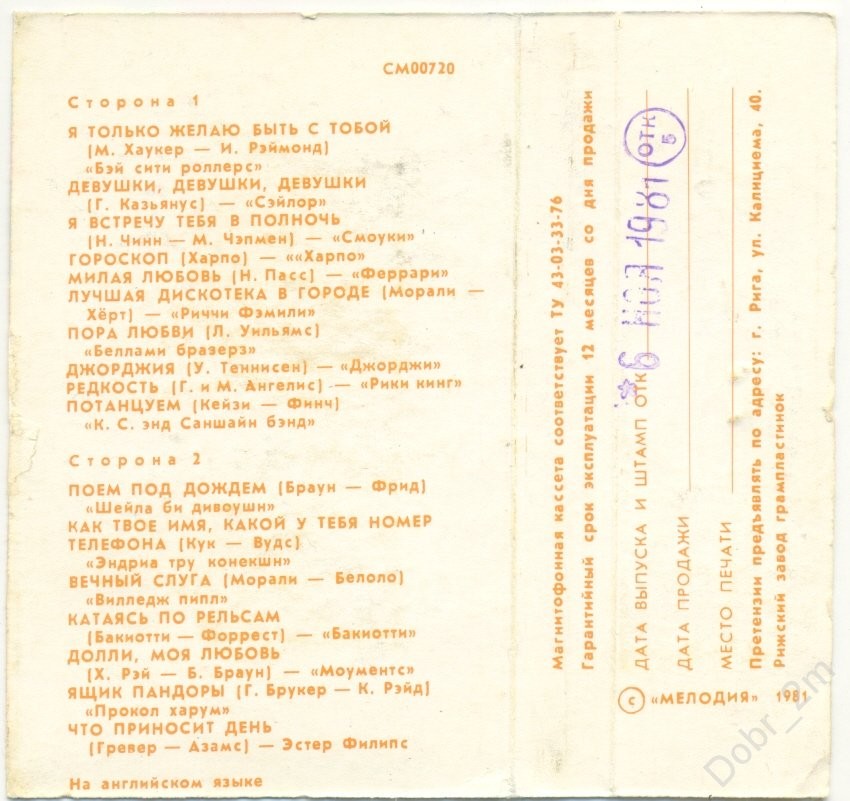 СМ00720
Сторона 1
Я ТОЛЬКО ЖЕЛАЮ БЫТЬ С ТОБОЙ
(М. Хаукер — И. Рэймонд)
«Бэй сити роллерс»
ДЕВУШКИ, ДЕВУШКИ, ДЕВУШКИ
(Г. Казьянус) — «Сэйлор»
Я ВСТРЕЧУ ТЕБЯ В ПОЛНОЧЬ
(Н. Чинн — М. Чэпмен) — «Смоуки»
ГОРОСКОП (Харпо) — ««Харпо»
МИЛАЯ ЛЮБОВЬ (Н. Пасс) — «Феррари»
ЛУЧШАЯ ДИСКОТЕКА В ГОРОДЕ (Морали —
Хёрт) — «Риччи Фэмили»
ПОРА ЛЮБВИ (Л. Уильямс)
«Беллами бразерз»
ДЖОРДЖИЯ (У. Теннисен) — «Джорджи»
РЕДКОСТЬ (Г. и М. Ангелис) — «Рики кинг»
ПОТАНЦУЕМ (Кейзи — Финч)
«К. С. энд Саншайн бэнд»
Сторона 2
ПОЕМ ПОД ДОЖДЕМ (Браун — Фрид)
«Шейла би дивоушн»
КАК ТВОЕ ИМЯ, КАКОЙ У ТЕБЯ НОМЕР
ТЕЛЕФОНА (Кук — Вудс)
«Эндриа тру конекшн»
ВЕЧНЫЙ СЛУГА (Морали — Белоло)
«Вилледж пипл»
КАТАЯСЬ ПО РЕЛЬСАМ
(Бакиотти — Форрест) — «Бакиотти»
ДОЛЛИ, МОЯ ЛЮБОВЬ
(Х. Рэй — Б. Браун) — «Моументс»
ЯЩИК ПАНДОРЫ (Г. Брукер — К. Рэйд)
«Прокол харум»
ЧТО ПРИНОСИТ ДЕНЬ
(Гревер — Азамс) — Эстер Филипс
На английском языке
Магнитофонная кассета соответствует ТУ 43-03-33-76
Гарантийный срок эксплуатации 12 месяцев со дня продажи
ДАТА ВЫПУСКА И ШТАМП ОТК
*6 НОЯ 1981
ОТК
5
ДАТА ПРОДАЖИ
МЕСТО ПЕЧАТИ
Претензии предъявлять по адресу: г. Рига, ул. Калнциема, 40.
Рижский завод грампластинок
с «МЕЛОДИЯ» 1981
Dobr_2m